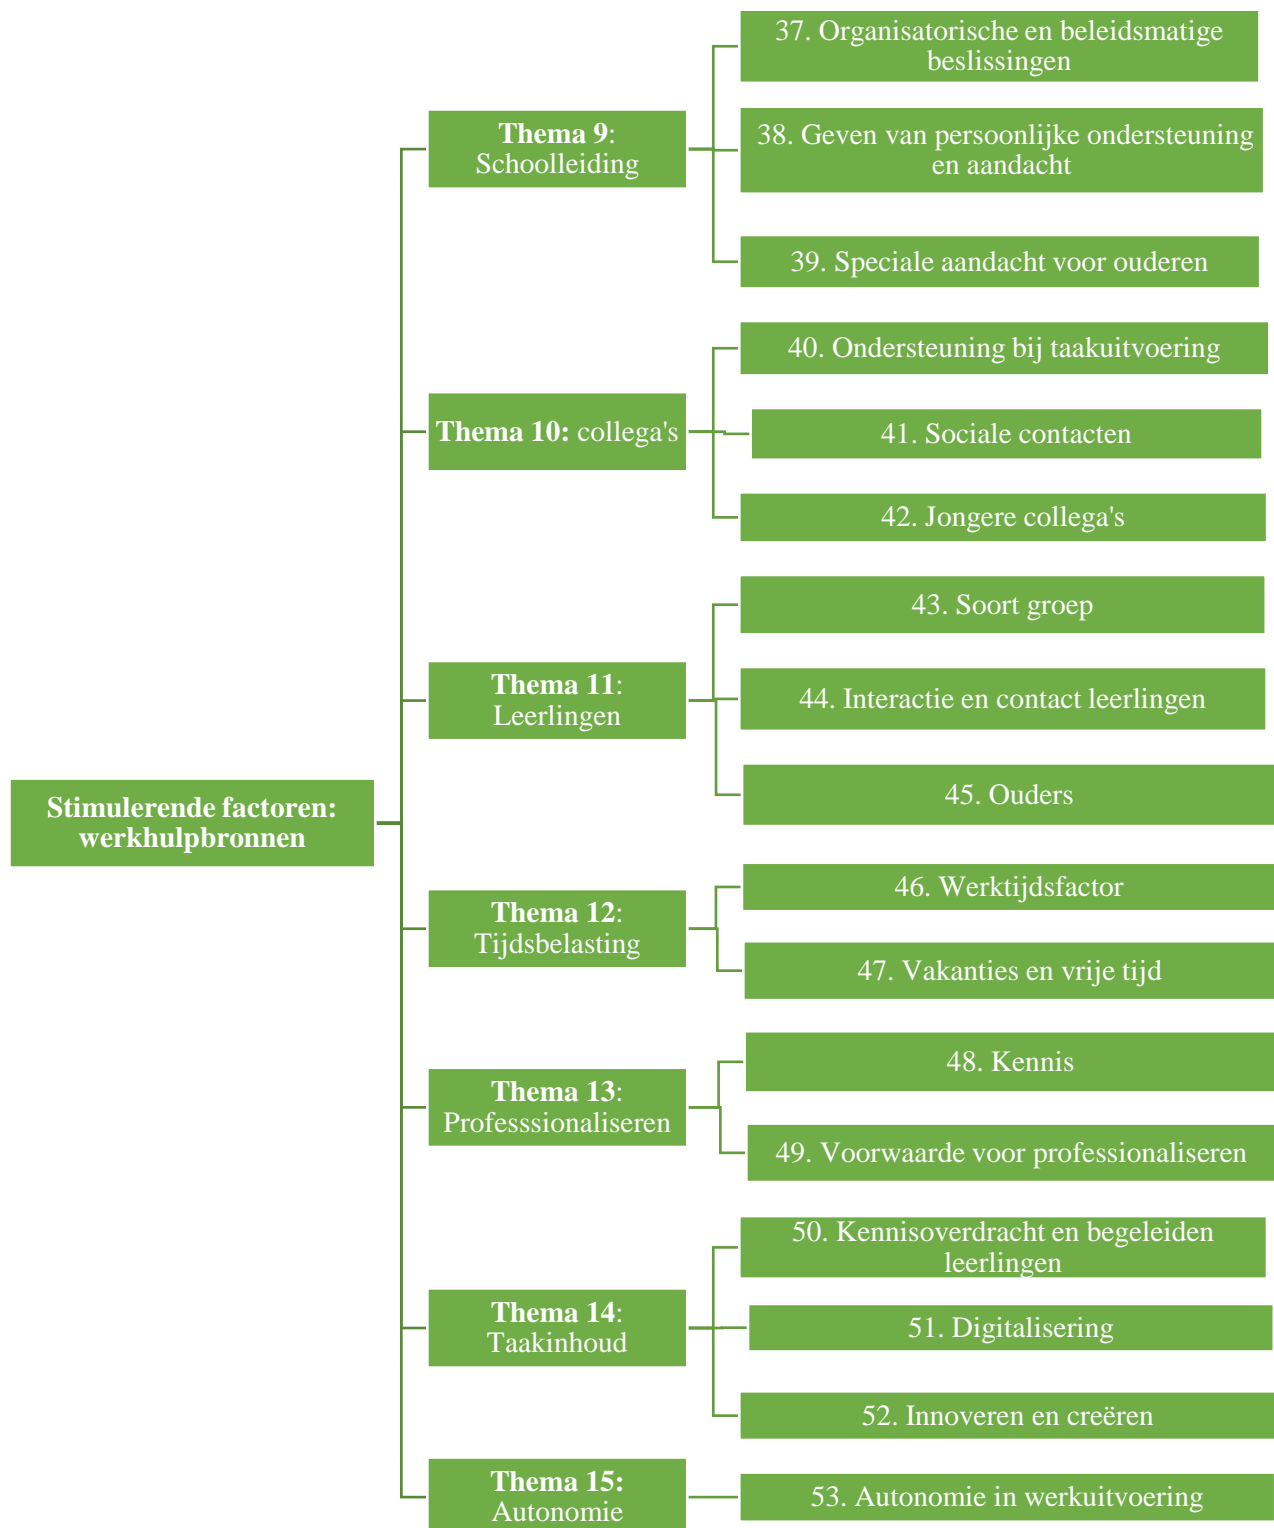 Stimulerende factoren:
werkhulpbronnen
Thema 9:
Schoolleiding
37. Organisatorische en beleidsmatige
beslissingen
38. Geven van persoonlijke ondersteuning
en aandacht
39. Speciale aandacht voor ouderen
Thema 10: collega's
40. Ondersteuning bij taakuitvoering
41. Sociale contacten
42. Jongere collega's
Thema 11:
Leerlingen
43. Soort groep
44. Interactie en contact leerlingen
45. Ouders
Thema 12:
Tijdsbelasting
46. Werktijdsfactor
47. Vakanties en vrije tijd
Thema 13:
Professsionaliseren
48. Kennis
49. Voorwaarde voor professionaliseren
Thema 14:
Taakinhoud
50. Kennisoverdracht en begeleiden
leerlingen
51. Digitalisering
52. Innoveren en creëren
Thema 15:
Autonomie
53. Autonomie in werkuitvoering